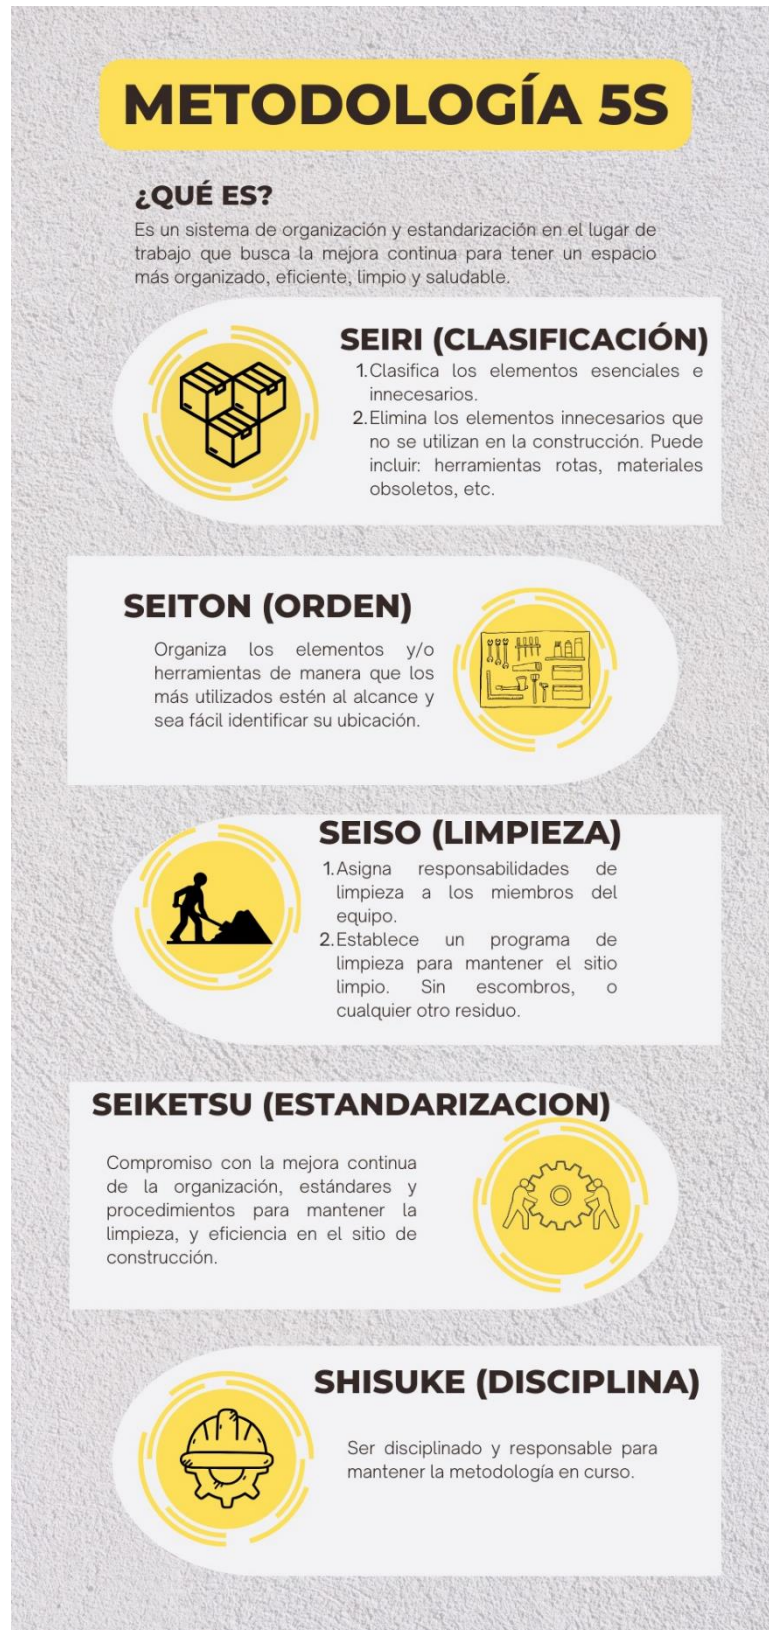 METODOLOGÍA 5S
¿QUÉ ES?
Es un sistema de organización y estandarización en el lugar de
trabajo que busca la mejora continua para tener un espacio
más organizado, eficiente, limpio y saludable.
SEIRI (CLASIFICACIÓN)
1.Clasifica los elementos esenciales e
innecesarios.
2.Elimina los elementos innecesarios que
no se utilizan en la construcción. Puede
incluir: herramientas rotas, materiales
obsoletos, etc.
SEITON (ORDEN)
Organiza los elementos y/o
herramientas de manera que los
más utilizados estén al alcance y
sea fácil identificar su ubicación.
SEISO (LIMPIEZA)
1.Asigna responsabilidades de
limpieza a los miembros del
equipo.
2.Establece un programa de
limpieza para mantener el sitio
limpio. Sin escombros, o
cualquier otro residuo.
SEIKETSU (ESTANDARIZACION)
Compromiso con la mejora continua
de la organización, estándares y
procedimientos para mantener la
limpieza, y eficiencia en el sitio de
construcción.
SHISUKE (DISCIPLINA)
Ser disciplinado y responsable para
mantener la metodología en curso.